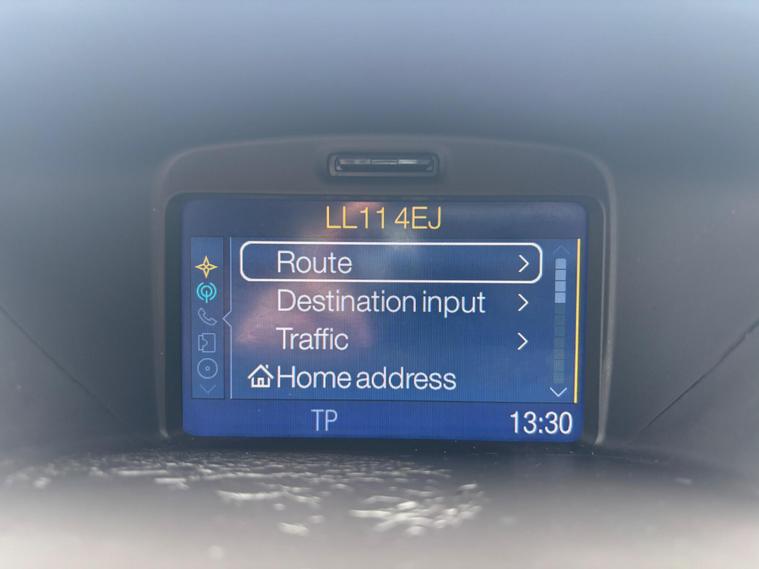 LL11 4EJ
Route
Destination input
Traffic
Home address
TP 13:30